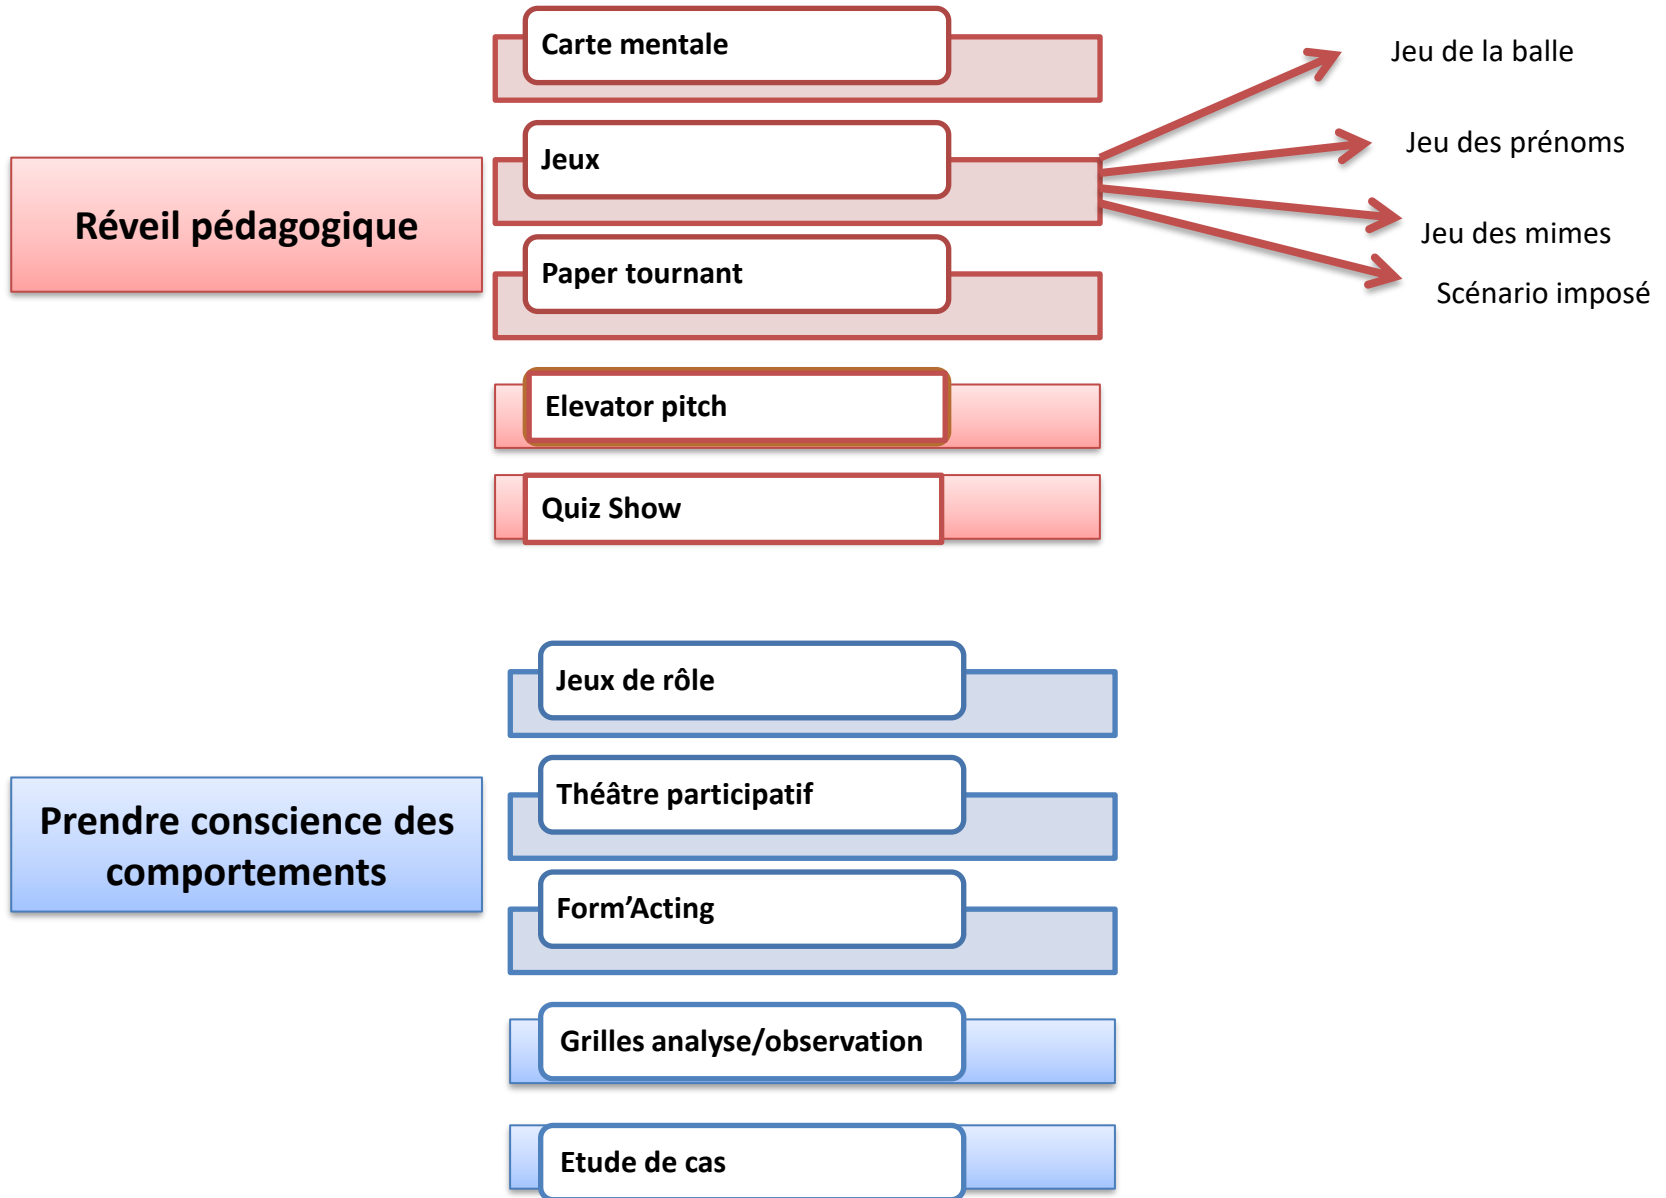 Carte mentale
Jeu de la balle
Jeux
Jeu des prénoms
Réveil pédagogique
Jeu des mimes
Paper tournant
Scénario imposé
Elevator pitch
Quiz Show
Jeux de rôle
Théâtre participatif
Prendre conscience des
comportements
Form’Acting
Grilles analyse/observation
Etude de cas